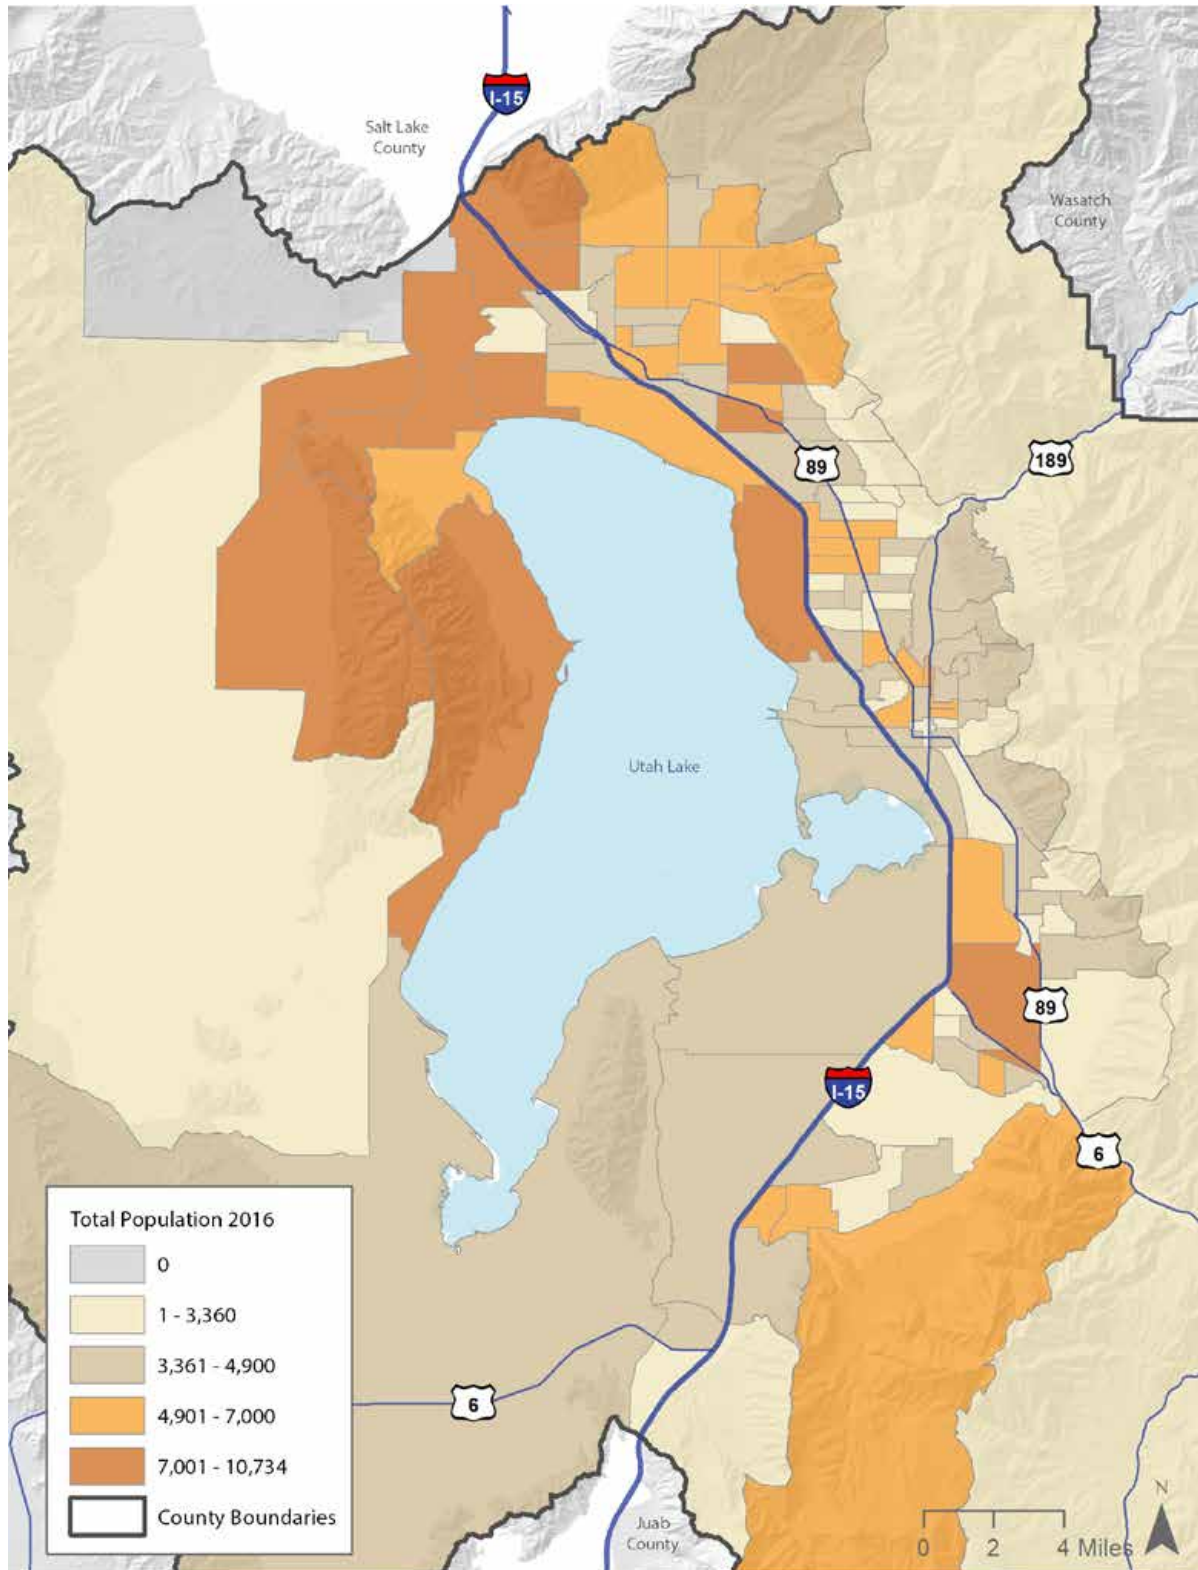 I-15
Salt Lake
County
Wasatch
County
89
189
Utah Lake
89
I-15
6
Total Population 2016
0
1 - 3,360
3,361 - 4,900
4,901 - 7,000
7,001 - 10,734
County Boundaries
6
Juab
County
N
0 2 4 Miles